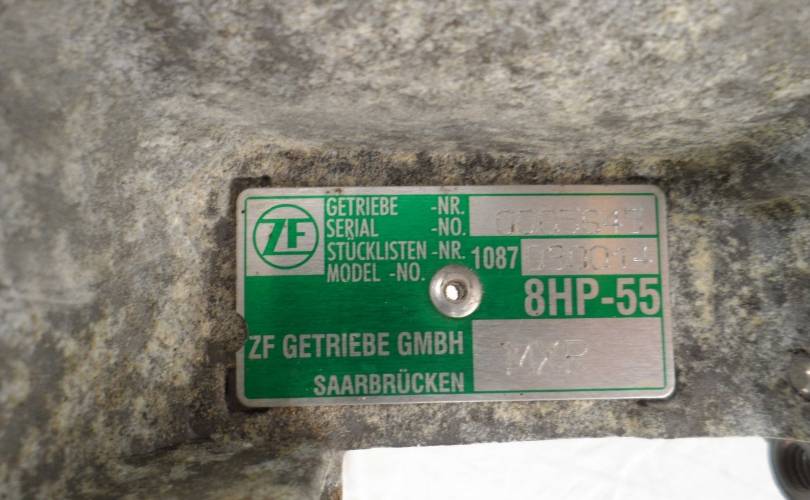 ZF
GETRIEBE -NR.
SERIAL -NO.
STÜCKLISTEN -NR. 1087
MODEL -NO.
8HP-55
ZF GETRIEBE GMBH
SAARBRÜCKEN